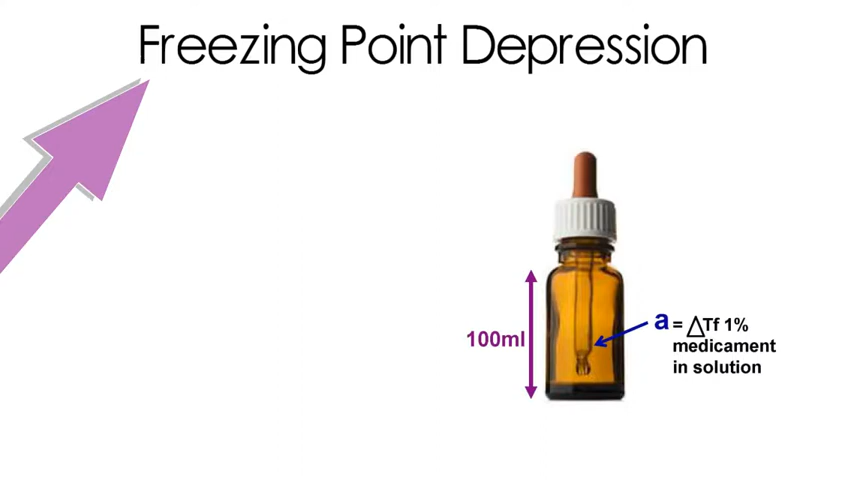 Freezing Point Depression
100ml
a = △Tf 1%
medicament
in solution